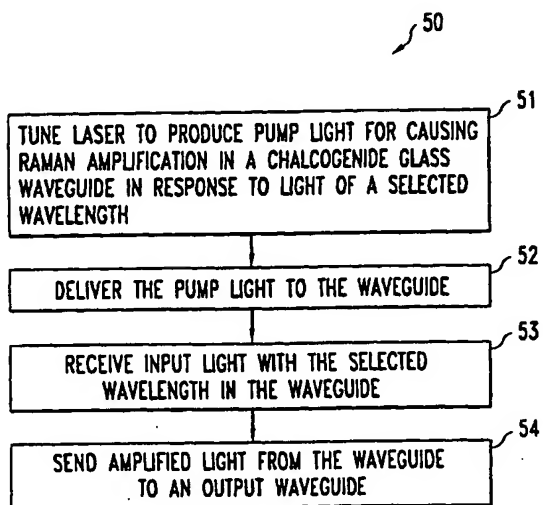 50
51
TUNE LASER TO PRODUCE PUMP LIGHT FOR CAUSING
RAMAN AMPLIFICATION IN A CHALCOGENIDE GLASS
WAVEGUIDE IN RESPONSE TO LIGHT OF A SELECTED
WAVELENGTH
52
DELIVER THE PUMP LIGHT TO THE WAVEGUIDE
53
RECEIVE INPUT LIGHT WITH THE SELECTED
WAVELENGTH IN THE WAVEGUIDE
54
SEND AMPLIFIED LIGHT FROM THE WAVEGUIDE
TO AN OUTPUT WAVEGUIDE